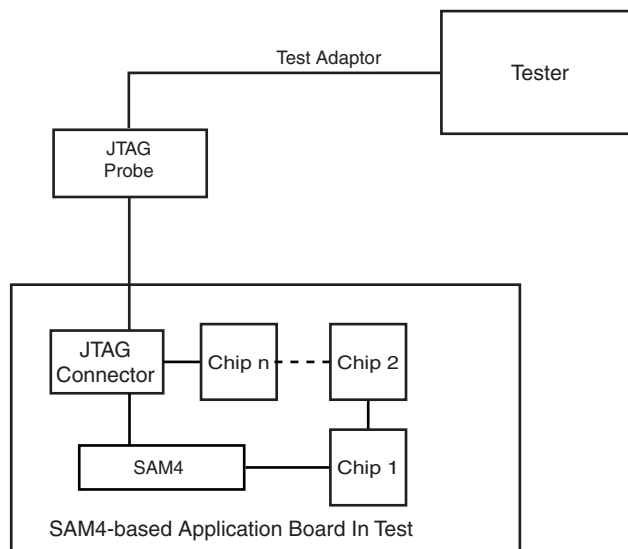 Test Adaptor
Tester
JTAG
Probe
JTAG
Connector
Chip n
Chip 2
SAM4
Chip 1
SAM4-based Application Board In Test